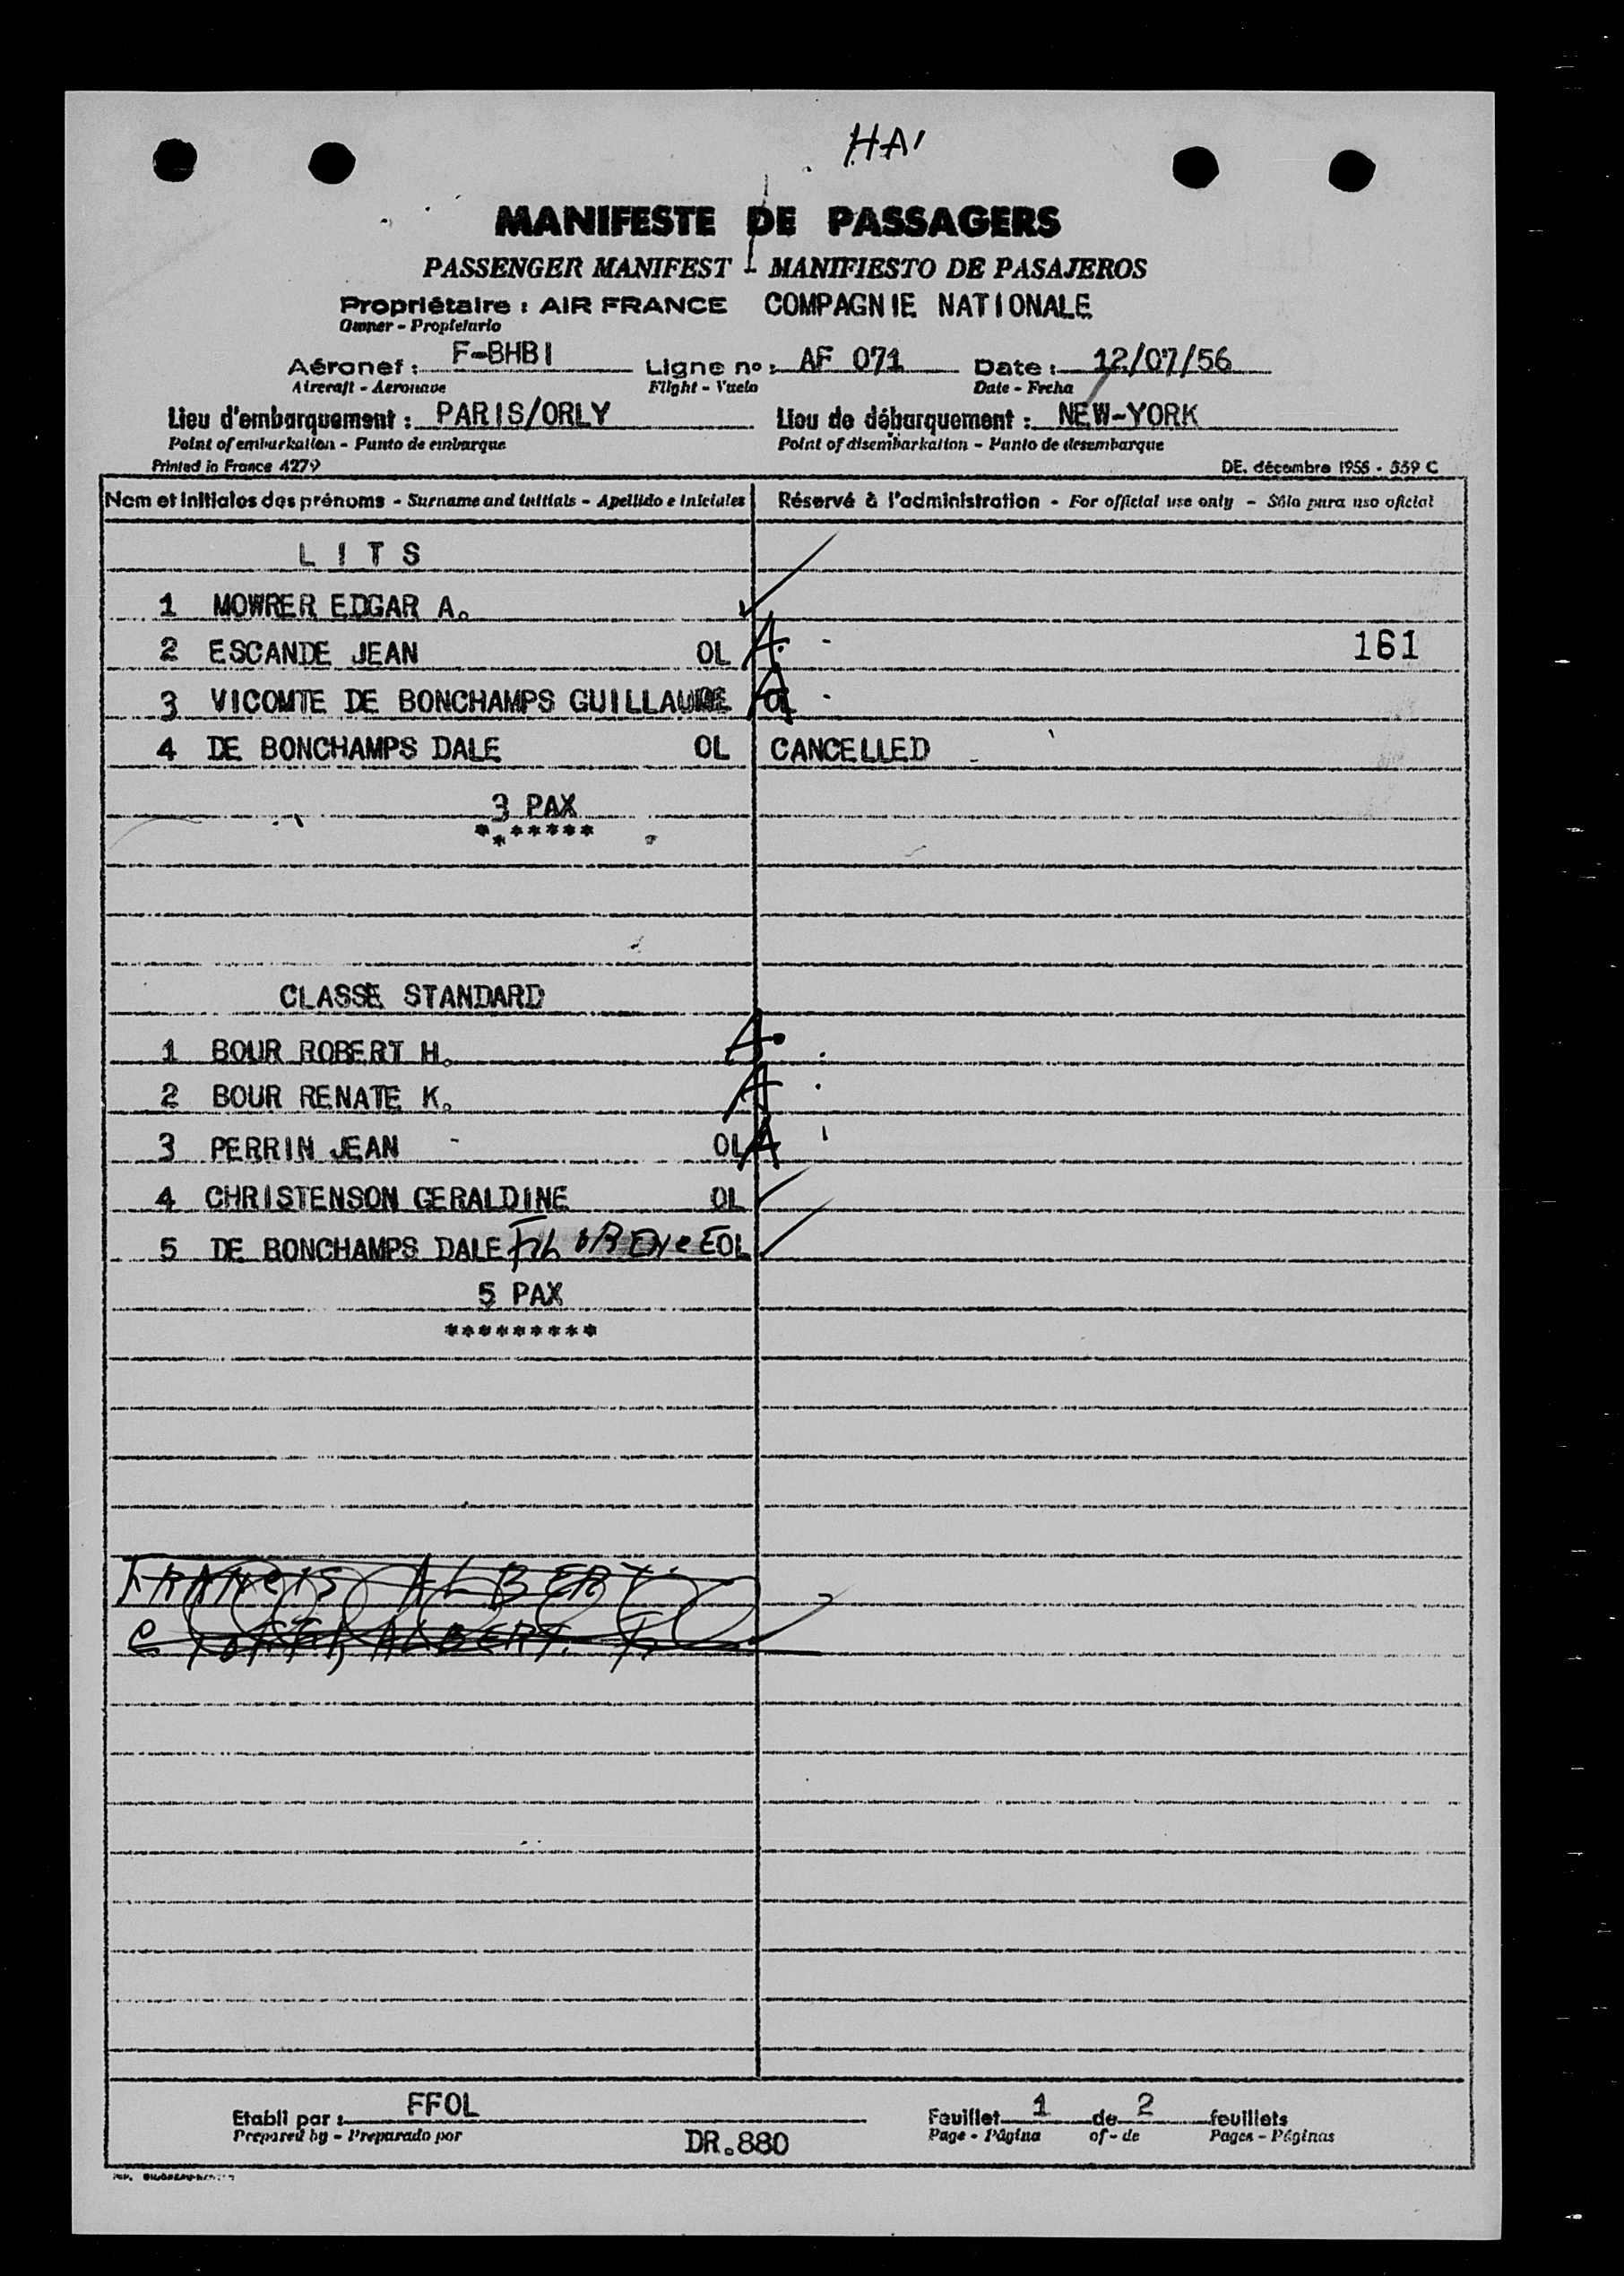 HA'
MANIFESTE DE PASSAGERS
PASSENGER MANIFEST - MANIFIESTO DE PASAJEROS
Propriétaire : AIR FRANCE COMPAGNIE NATIONALE
Owner - Propietario
Aéronef : F-BHBI Ligne no : AF 071 Date : 12/07/56
Aircraft - Aeronave Flight - Vuelo Date - Fecha
Lieu d'embarquement : PARIS/ORLY Lieu de débarquement : NEW-YORK
Point of embarkation - Punto de embarque Point of disembarkation - Punto de desembarque
Printed in France 4279 DE. décembre 1955 - 559 C
Nom et initiales des prénoms - Surname and initials - Apellido e iniciales Réservé à l'administration - For official use only - Sólo para uso oficial
LITS
1 MOWRER EDGAR A.
2 ESCANDE JEAN OL A 161
3 VICOMTE DE BONCHAMPS GUILLAUME OL A
4 DE BONCHAMPS DALE OL CANCELLED
3 PAX
*******
CLASSE STANDARD
1 BOUR ROBERT H. A
2 BOUR RENATE K. A
3 PERRIN JEAN OL A
4 CHRISTENSON GERALDINE OL
5 DE BONCHAMPS DALE EOL
5 PAX
*********
FRANCIS ALBERT
ALBERT. F.
Etabli par : FFOL Feuillet 1 de 2 feuillets
Prepared by - Preparado por DR.880 Page - Página of - de Pages - Páginas